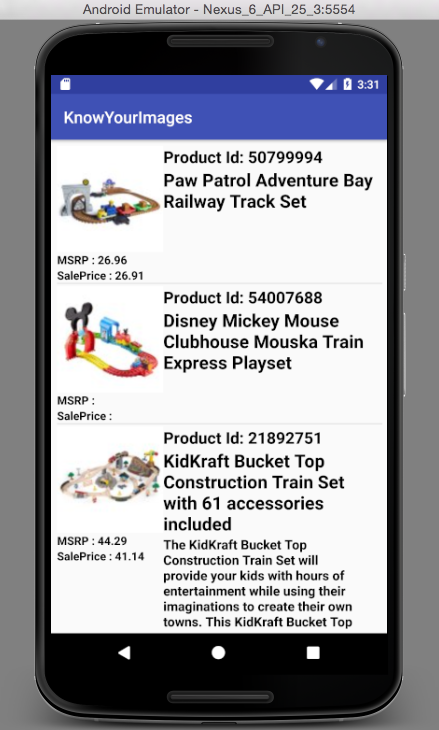 Android Emulator - Nexus_6_API_25_3:5554
3:31
KnowYourImages
Product Id: 50799994
Paw Patrol Adventure Bay
Railway Track Set
MSRP : 26.96
SalePrice : 26.91
Product Id: 54007688
Disney Mickey Mouse
Clubhouse Mouska Train
Express Playset
MSRP :
SalePrice :
Product Id: 21892751
KidKraft Bucket Top
Construction Train Set
with 61 accessories
included
MSRP : 44.29
SalePrice : 41.14
The KidKraft Bucket Top
Construction Train Set will
provide your kids with hours of
entertainment while using their
imaginations to create their own
towns. This KidKraft Bucket Top